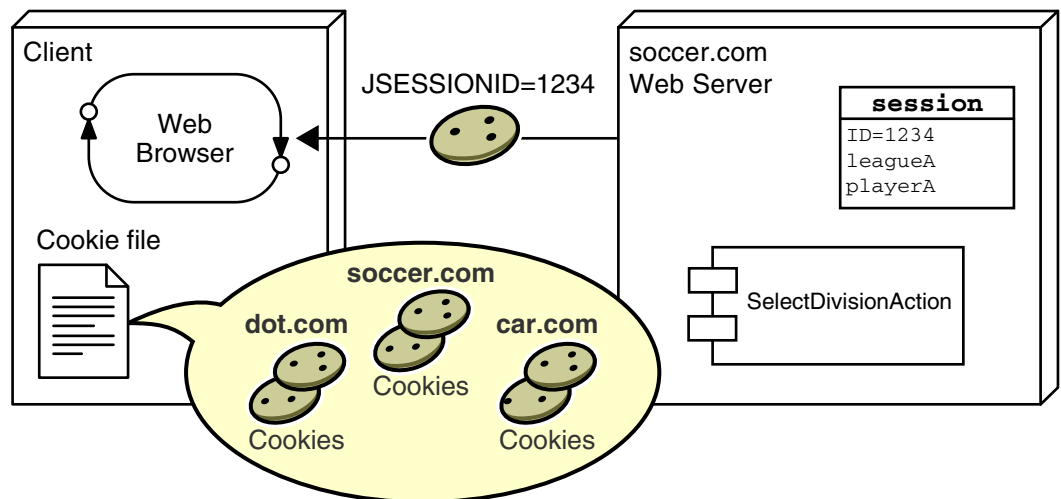 Client
Web
Browser
Cookie file
JSESSIONID=1234
soccer.com
Web Server
session
ID=1234
leagueA
playerA
SelectDivisionAction
soccer.com
Cookies
dot.com
Cookies
car.com
Cookies